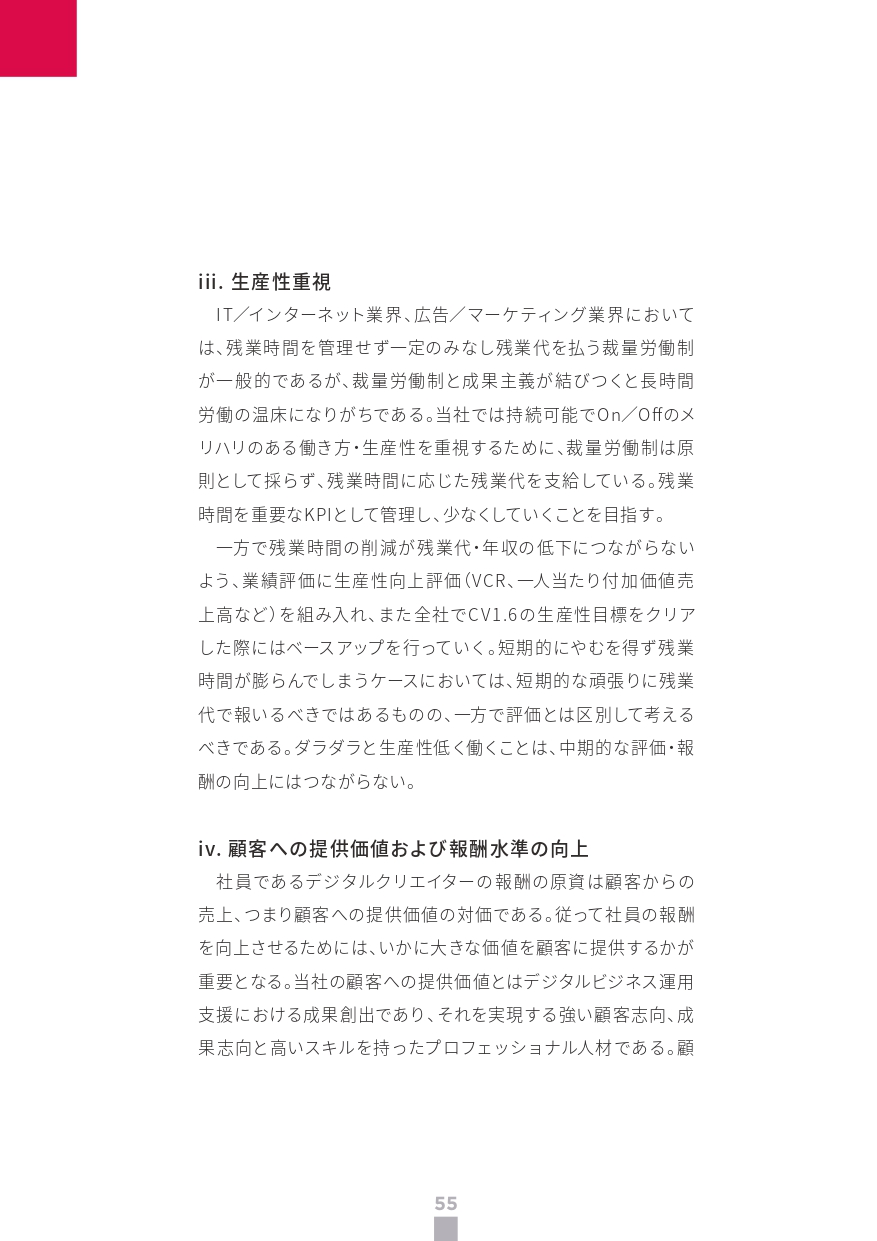 iii. 生産性重視
　IT／インターネット業界、広告／マーケティング業界において
は、残業時間を管理せず一定のみなし残業代を払う裁量労働制
が一般的であるが、裁量労働制と成果主義が結びつくと長時間
労働の温床になりがちである。当社では持続可能でOn／Offのメ
リハリのある働き方・生産性を重視するために、裁量労働制は原
則として採らず、残業時間に応じた残業代を支給している。残業
時間を重要なKPIとして管理し、少なくしていくことを目指す。
　一方で残業時間の削減が残業代・年収の低下につながらない
よう、業績評価に生産性向上評価（VCR、一人当たり付加価値売
上高など）を組み入れ、また全社でCV1.6の生産性目標をクリア
した際にはベースアップを行っていく。短期的にやむを得ず残業
時間が膨らんでしまうケースにおいては、短期的な頑張りに残業
代で報いるべきではあるものの、一方で評価とは区別して考える
べきである。ダラダラと生産性低く働くことは、中期的な評価・報
酬の向上にはつながらない。
iv. 顧客への提供価値および報酬水準の向上
　社員であるデジタルクリエイターの報酬の原資は顧客からの
売上、つまり顧客への提供価値の対価である。従って社員の報酬
を向上させるためには、いかに大きな価値を顧客に提供するかが
重要となる。当社の顧客への提供価値とはデジタルビジネス運用
支援における成果創出であり、それを実現する強い顧客志向、成
果志向と高いスキルを持ったプロフェッショナル人材である。顧
55